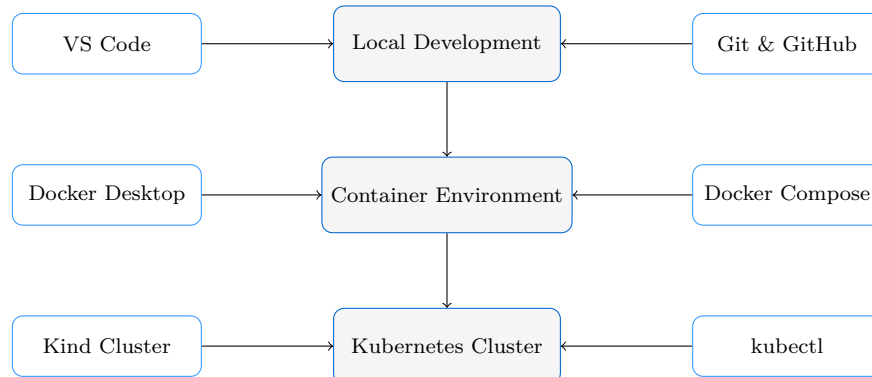 VS Code
Local Development
Git & GitHub
Docker Desktop
Container Environment
Docker Compose
Kind Cluster
Kubernetes Cluster
kubectl